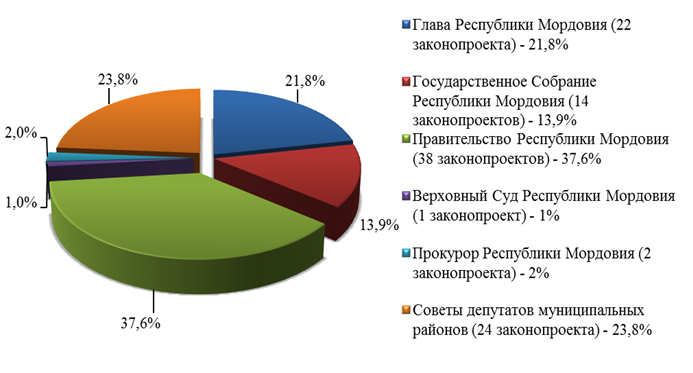 23,8%
21,8%
2,0%
1,0%
13,9%
37,6%
Глава Республики Мордовия (22
законопроекта) - 21,8%
Государственное Собрание
Республики Мордовия (14
законопроектов) - 13,9%
Правительство Республики Мордовия
(38 законопроектов) - 37,6%
Верховный Суд Республики Мордовия
(1 законопроект) - 1%
Прокурор Республики Мордовия (2
законопроекта) - 2%
Советы депутатов муниципальных
районов (24 законопроекта) - 23,8%